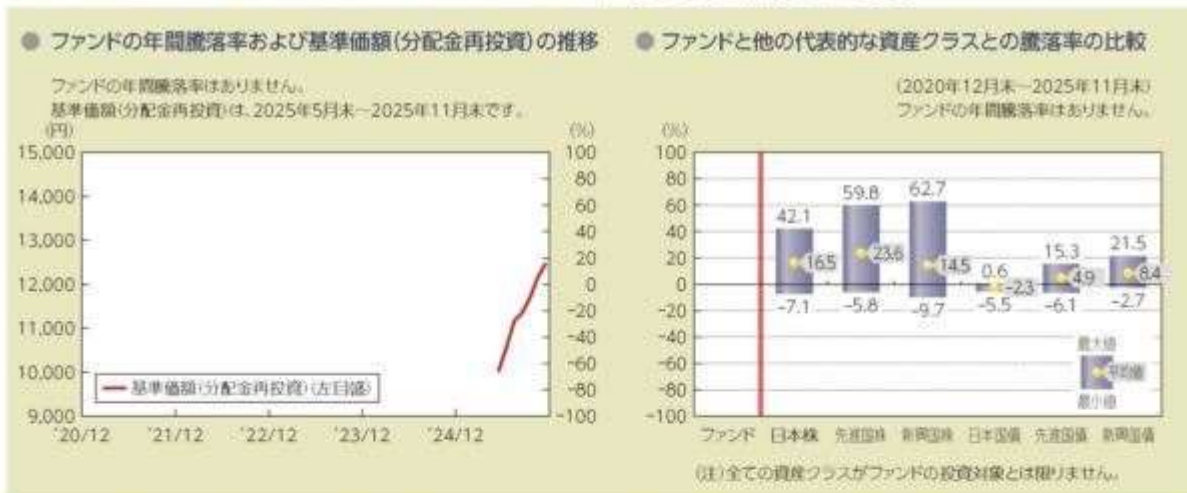 ● ファンドの年間騰落率および基準価額(分配金再投資)の推移
ファンドの年間騰落率はありません。
基準価額(分配金再投資)は、2025年5月末〜2025年11月末です。
(円)
(%)
15,000
14,000
13,000
12,000
11,000
10,000
9,000
100
80
60
40
20
0
-20
-40
-60
-80
-100
基準価額(分配金再投資)(左目盛)
'20/12 '21/12 '22/12 '23/12 '24/12
● ファンドと他の代表的な資産クラスとの騰落率の比較
(2020年12月末〜2025年11月末)
ファンドの年間騰落率はありません。
(%)
100
80
60
40
20
0
-20
-40
-60
-80
-100
42.1 59.8 62.7 0.6 15.3 21.5
16.5 23.6 14.5 -2.3 4.9 8.4
-7.1 -5.8 -9.7 -5.5 -6.1 -2.7
最大値
平均値
最小値
ファンド 日本株 先進国株 新興国株 日本国債 先進国債 新興国債
(注)全ての資産クラスがファンドの投資対象とは限りません。